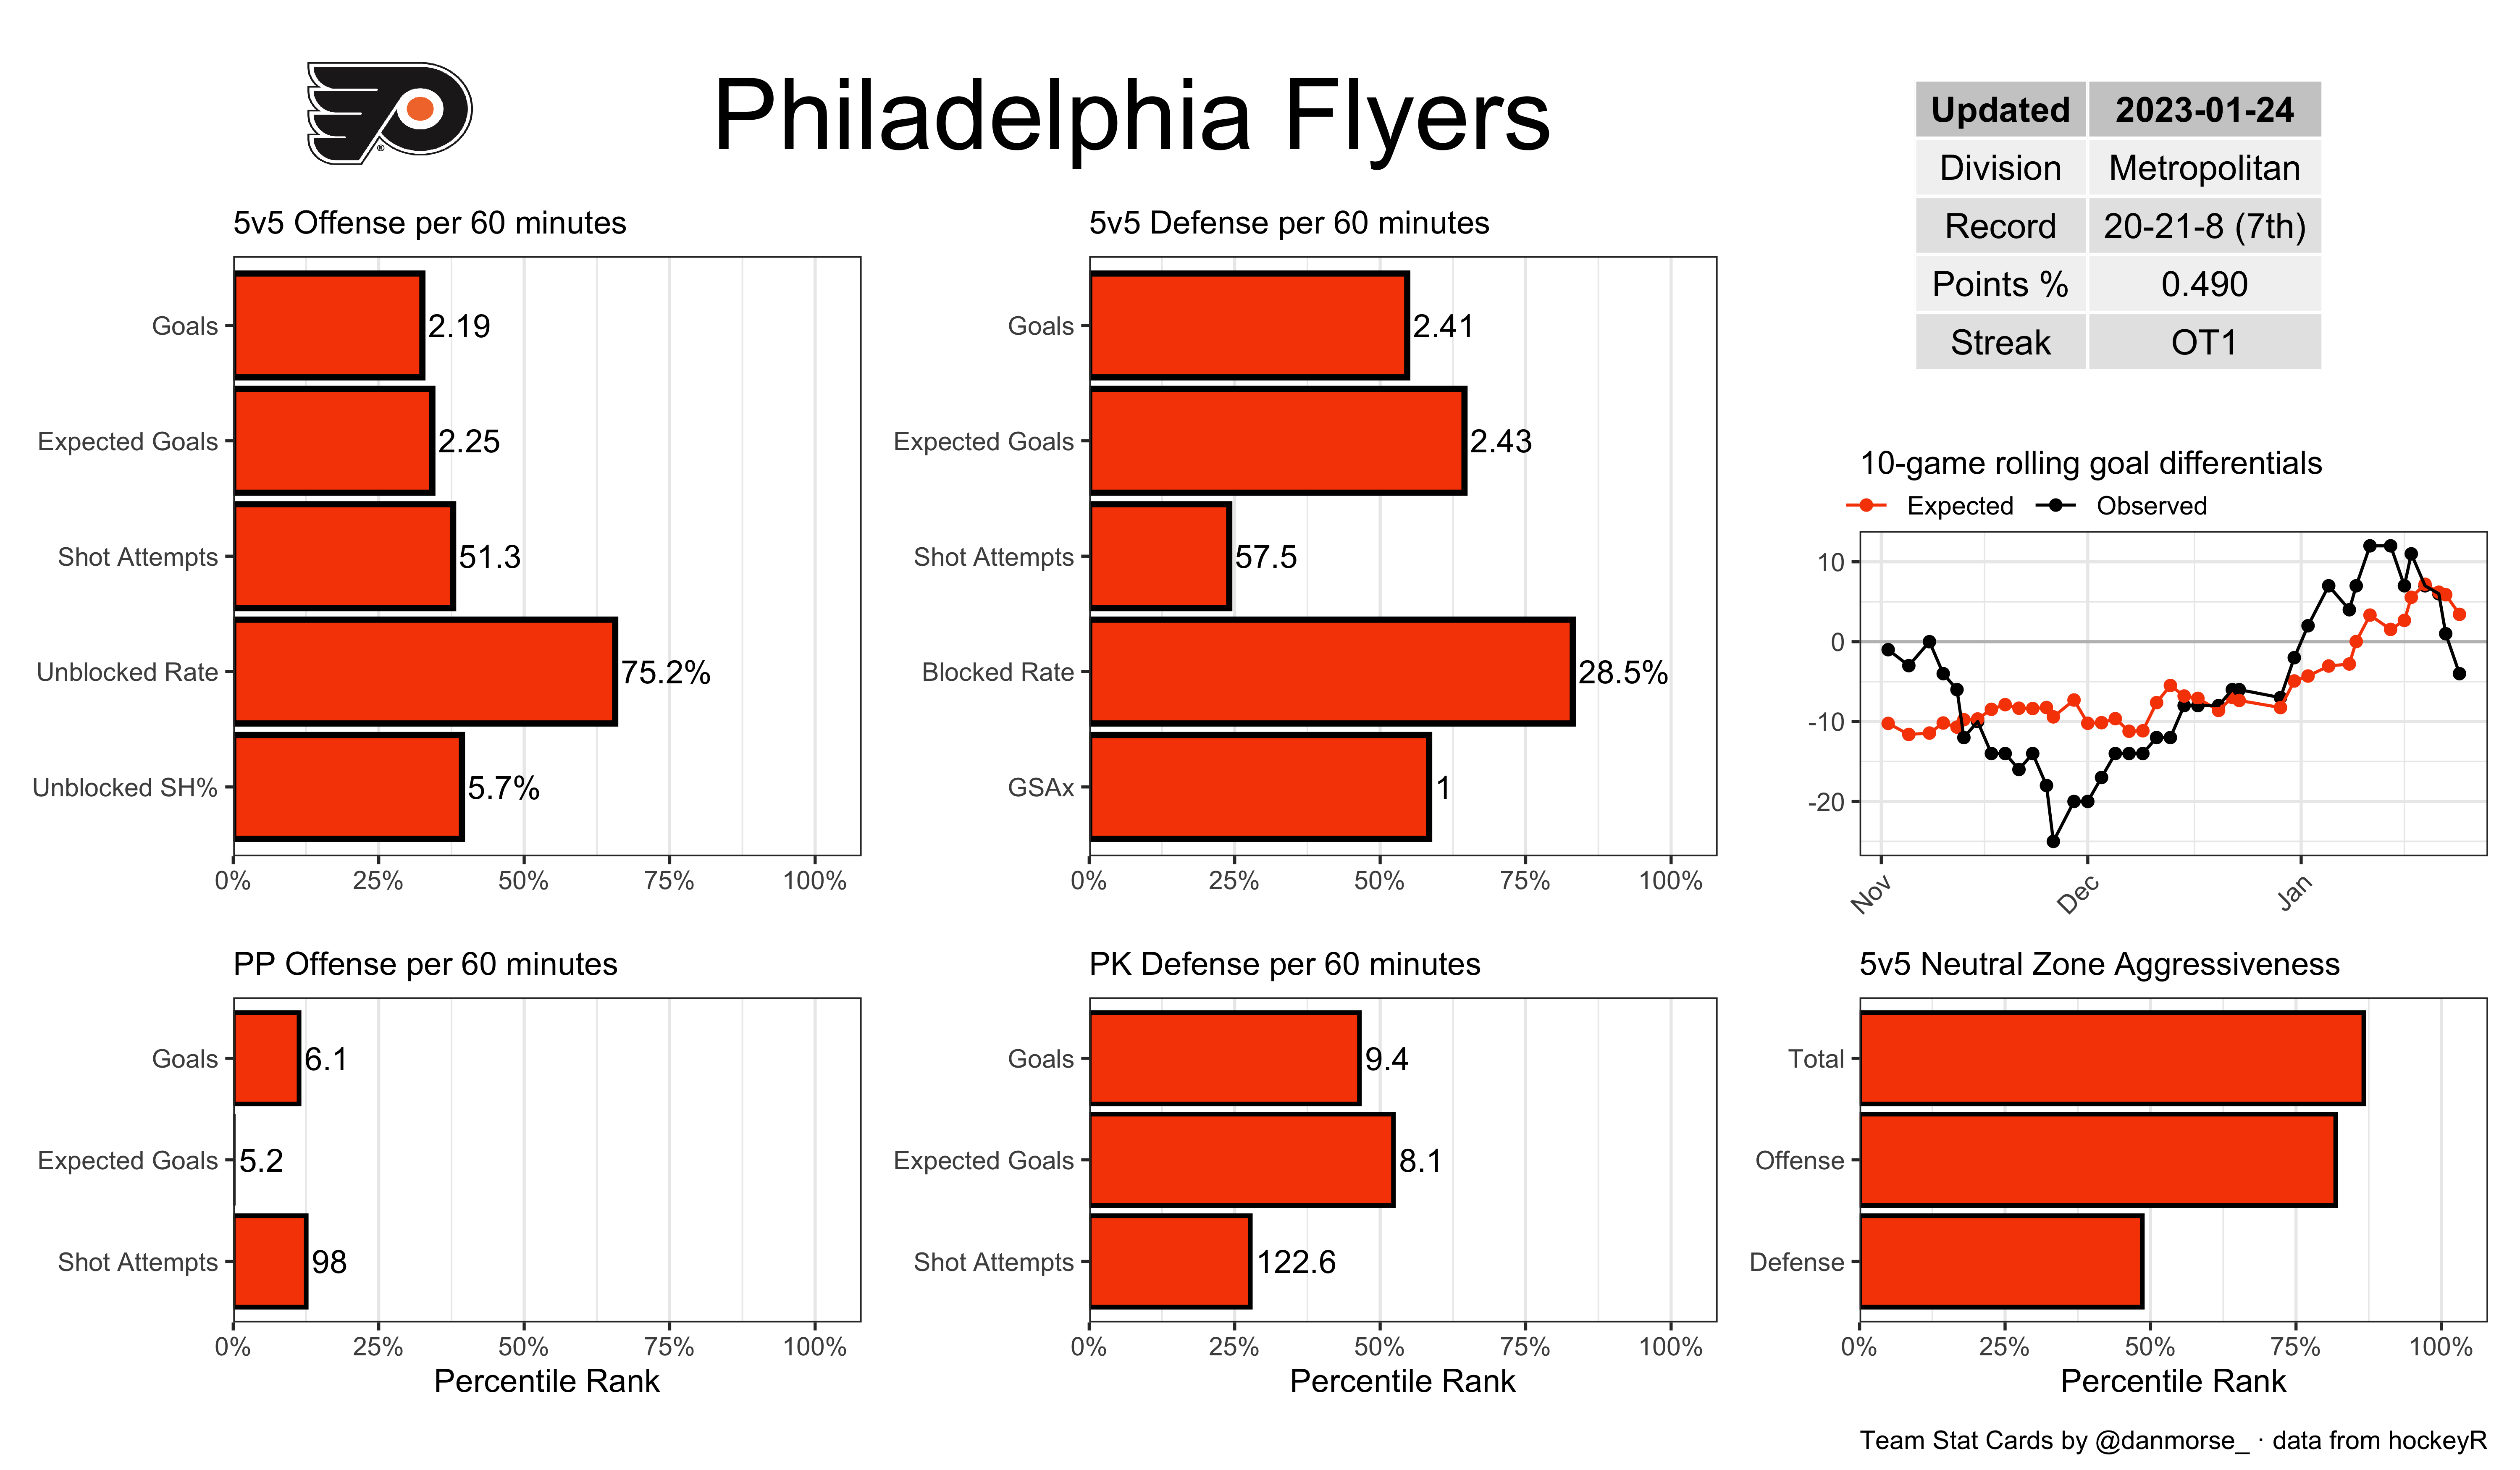 Philadelphia Flyers
Updated 2023-01-24
Division Metropolitan
Record 20-21-8 (7th)
Points % 0.490
Streak OT1
5v5 Offense per 60 minutes
Goals 2.19
Expected Goals 2.25
Shot Attempts 51.3
Unblocked Rate 75.2%
Unblocked SH% 5.7%
0% 25% 50% 75% 100%
5v5 Defense per 60 minutes
Goals 2.41
Expected Goals 2.43
Shot Attempts 57.5
Blocked Rate 28.5%
GSAx 1
0% 25% 50% 75% 100%
10-game rolling goal differentials
Expected Observed
10
0
-10
-20
Nov Dec Jan
PP Offense per 60 minutes
Goals 6.1
Expected Goals 5.2
Shot Attempts 98
0% 25% 50% 75% 100%
Percentile Rank
PK Defense per 60 minutes
Goals 9.4
Expected Goals 8.1
Shot Attempts 122.6
0% 25% 50% 75% 100%
Percentile Rank
5v5 Neutral Zone Aggressiveness
Total
Offense
Defense
0% 25% 50% 75% 100%
Percentile Rank
Team Stat Cards by @danmorse_ · data from hockeyR